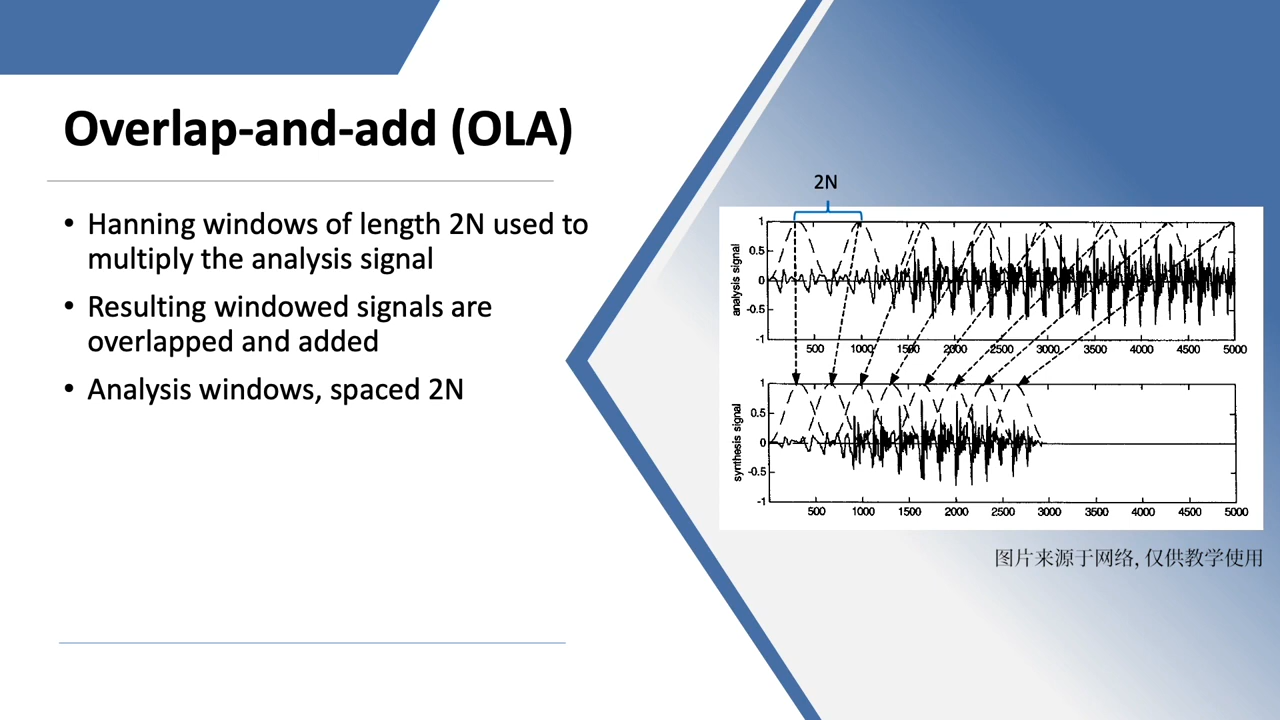 Overlap-and-add (OLA)
• Hanning windows of length 2N used to
multiply the analysis signal
• Resulting windowed signals are
overlapped and added
• Analysis windows, spaced 2N
2N
analysis signal
1
0.5
0
-0.5
-1
500 1000 1500 2000 2500 3000 3500 4000 4500 5000
synthesis signal
1
0.5
0
-0.5
-1
500 1000 1500 2000 2500 3000 3500 4000 4500 5000
图片来源于网络, 仅供教学使用